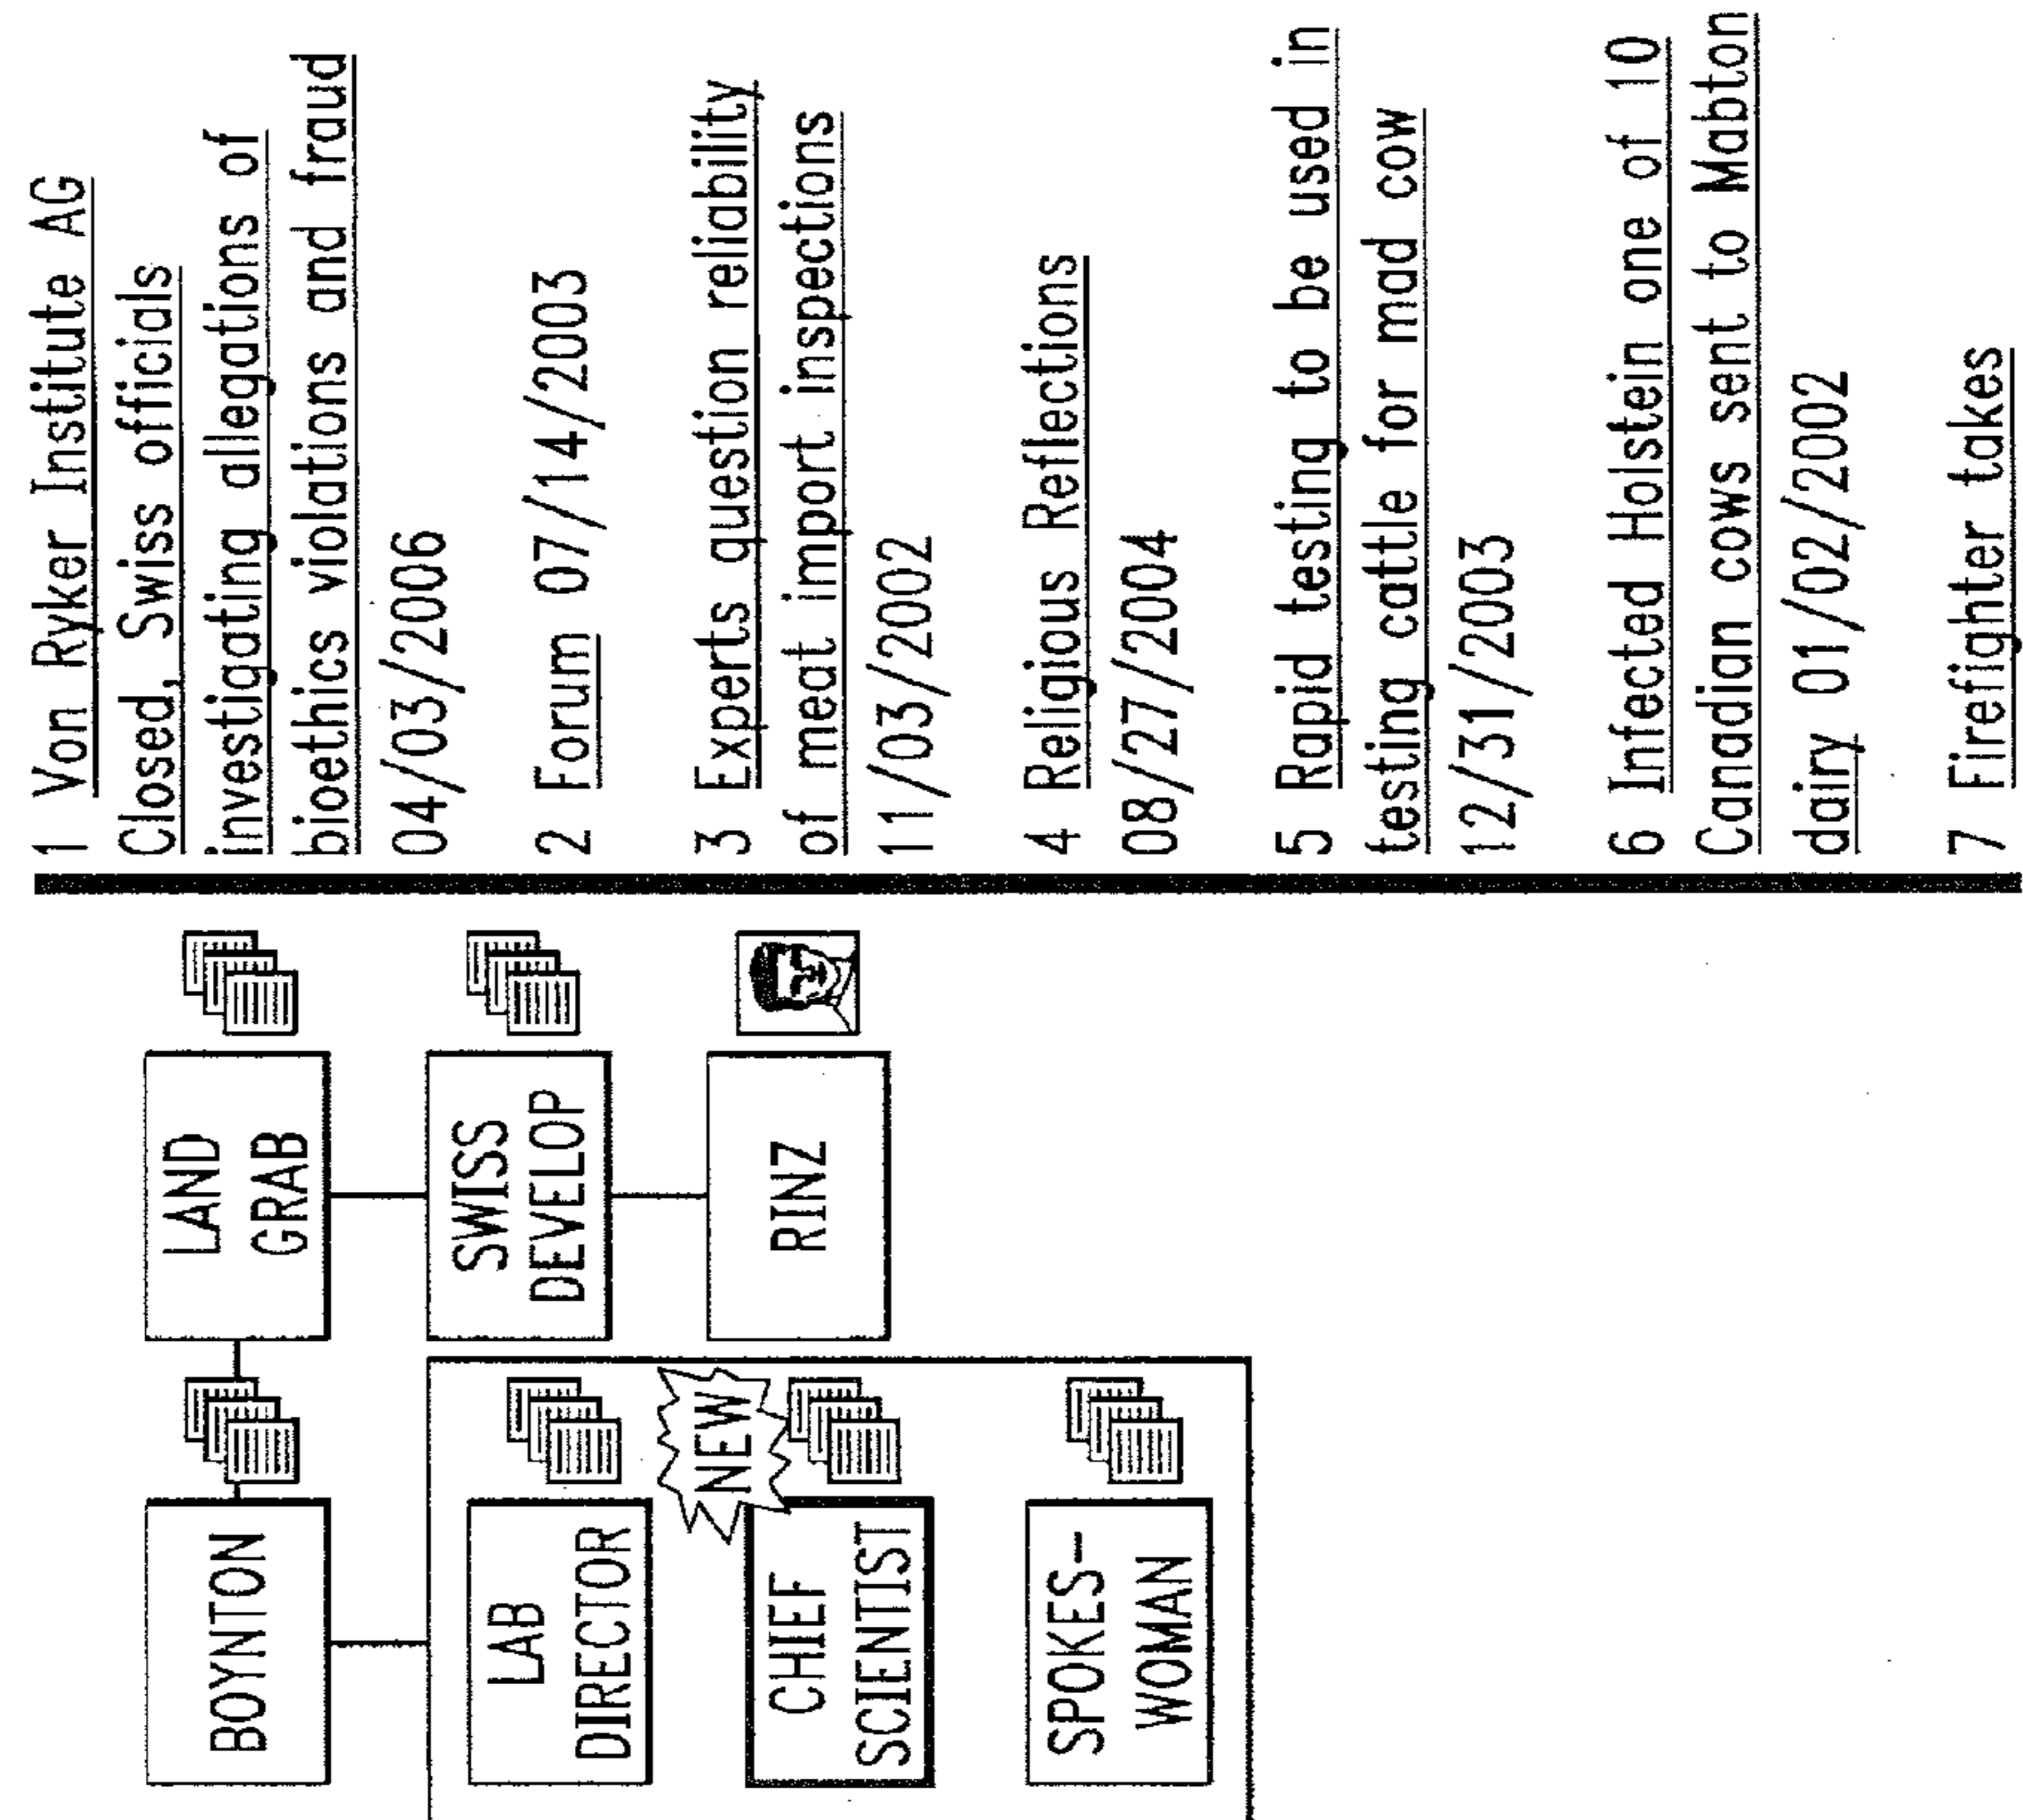 BOYNTON
LAB
DIRECTOR
NEW
CHIEF
SCIENTIST
SPOKES-
WOMAN
LAND
GRAB
SWISS
DEVELOP
RINZ
1 Von Ryker Institute AG
Closed, Swiss officials
investigating allegations of
bioethics violations and fraud
04/03/2006
2 Forum 07/14/2003
3 Experts question reliability
of meat import inspections
11/03/2002
4 Religious Reflections
08/27/2004
5 Rapid testing to be used in
testing cattle for mad cow
12/31/2003
6 Infected Holstein one of 10
Canadian cows sent to Mabton
dairy 01/02/2002
7 Firefighter takes